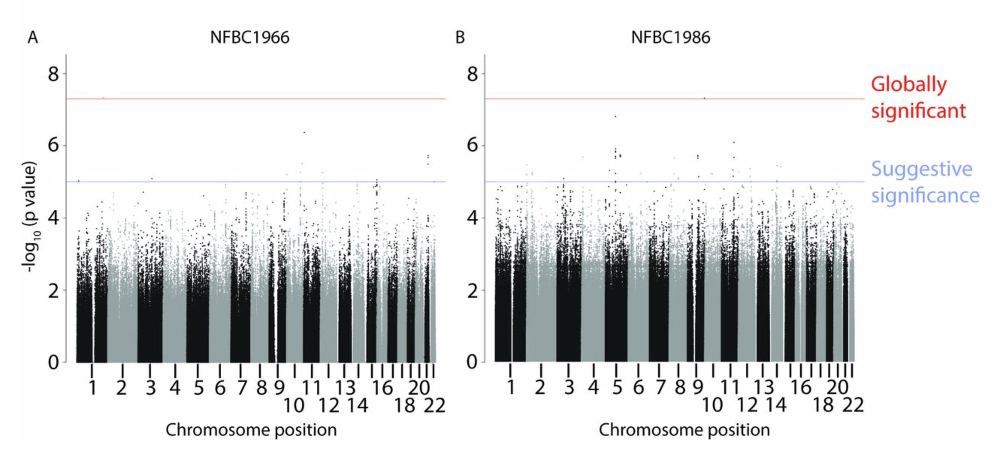 A
NFBC1966
8
6
4
2
0
-log10 (p value)
1 2 3 4 5 6 7 8 9 11 13 16 20
10 12 14 18 22
Chromosome position
B
NFBC1986
8
6
4
2
0
1 2 3 4 5 6 7 8 9 11 13 16 20
10 12 14 18 22
Chromosome position
Globally
significant
Suggestive
significance